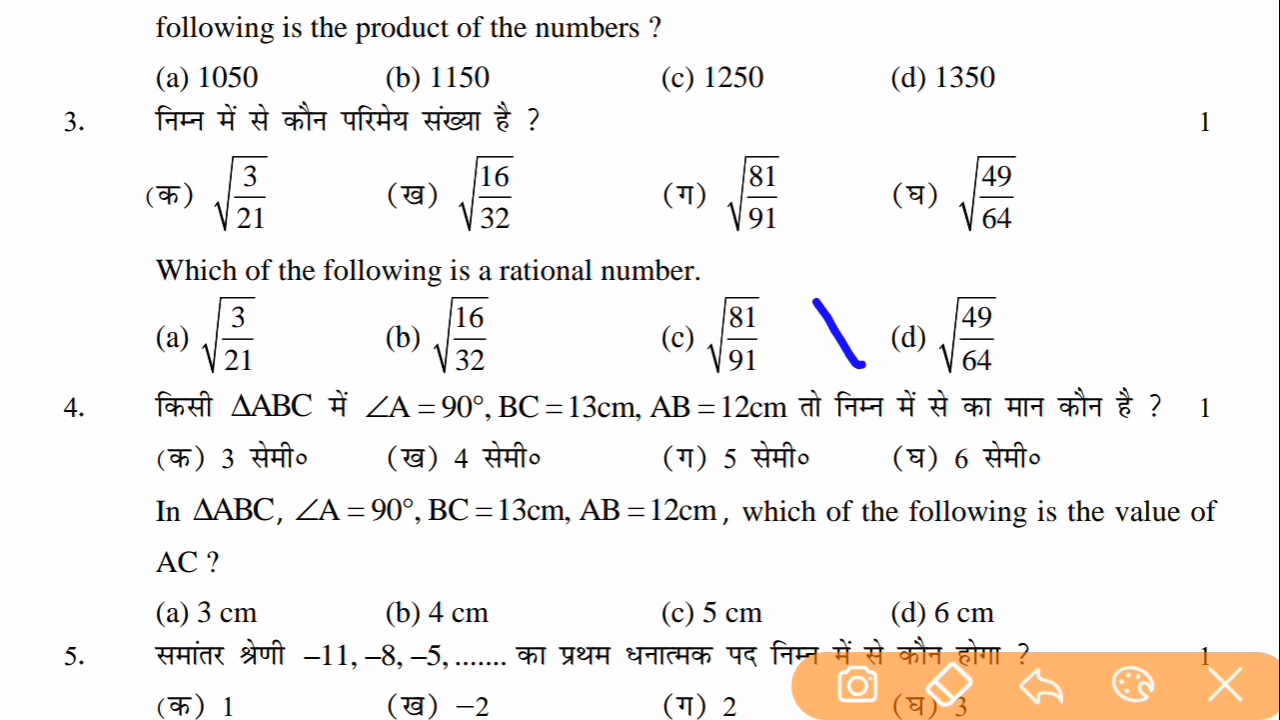 following is the product of the numbers ?
(a) 1050 (b) 1150 (c) 1250 (d) 1350
3. निम्न में से कौन परिमेय संख्या है ? 1
(क) √(3/21) (ख) √(16/32) (ग) √(81/91) (घ) √(49/64)
Which of the following is a rational number.
(a) √(3/21) (b) √(16/32) (c) √(81/91) (d) √(49/64)
4. किसी ΔABC में ∠A = 90°, BC = 13cm, AB = 12cm तो निम्न में से का मान कौन है ? 1
(क) 3 सेमी० (ख) 4 सेमी० (ग) 5 सेमी० (घ) 6 सेमी०
In ΔABC, ∠A = 90°, BC = 13cm, AB = 12cm, which of the following is the value of
AC ?
(a) 3 cm (b) 4 cm (c) 5 cm (d) 6 cm
5. समांतर श्रेणी –11, –8, –5, ....... का प्रथम धनात्मक पद निम्न में से कौन होगा ? 1
(क) 1 (ख) −2 (ग) 2 (घ) 3